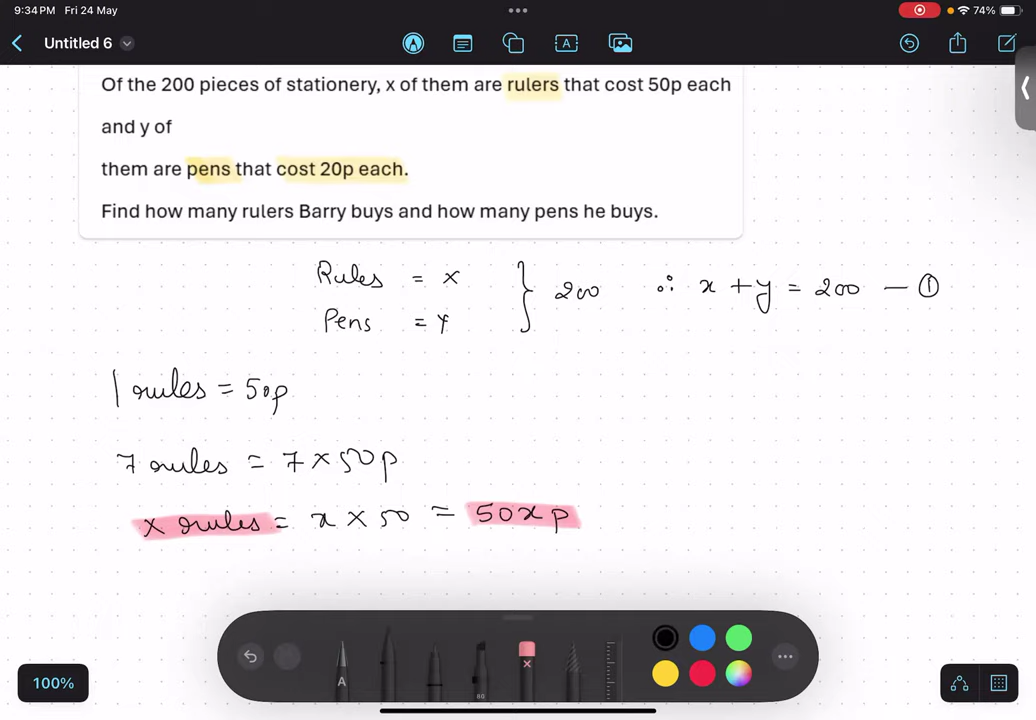 9:34PM Fri 24 May
74%
Untitled 6
Of the 200 pieces of stationery, x of them are rulers that cost 50p each
and y of
them are pens that cost 20p each.
Find how many rulers Barry buys and how many pens he buys.
Rules = x } 200 ∴ x + y = 200 — ①
Pens = y
1 rules = 50p
7 rules = 7 × 50p
x rules = x × 50 = 50x p
A
80
100%